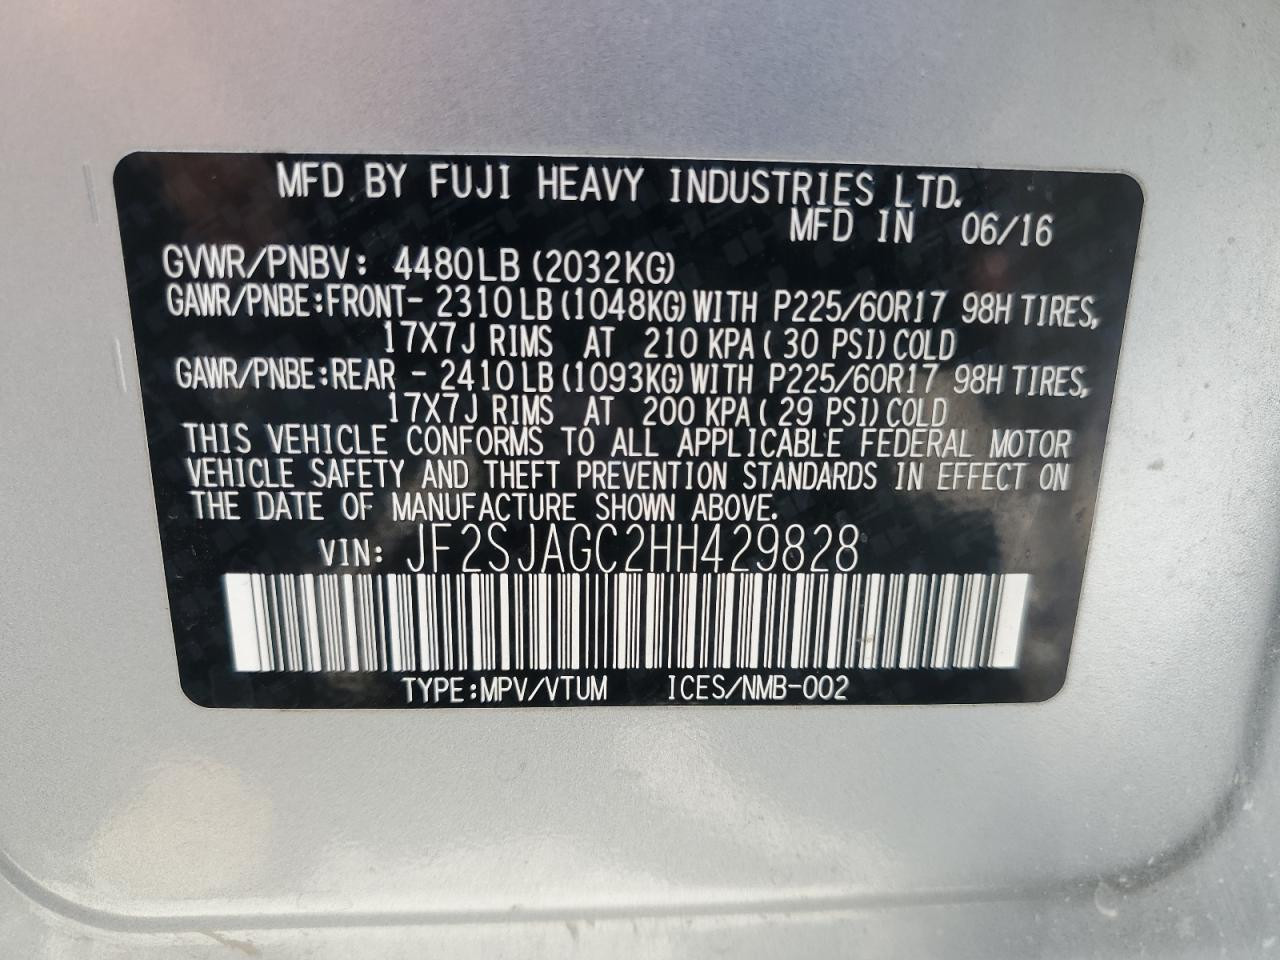 MFD BY FUJI HEAVY INDUSTRIES LTD.
MFD IN 06/16
GVWR/PNBV: 4480LB (2032KG)
GAWR/PNBE:FRONT- 2310LB (1048KG) WITH P225/60R17 98H TIRES,
17X7J RIMS AT 210 KPA ( 30 PSI) COLD
GAWR/PNBE:REAR - 2410LB (1093KG) WITH P225/60R17 98H TIRES,
17X7J RIMS AT 200 KPA ( 29 PSI) COLD
THIS VEHICLE CONFORMS TO ALL APPLICABLE FEDERAL MOTOR
VEHICLE SAFETY AND THEFT PREVENTION STANDARDS IN EFFECT ON
THE DATE OF MANUFACTURE SHOWN ABOVE.
VIN: JF2SJAGC2HH429828
TYPE:MPV/VTUM ICES/NMB-002